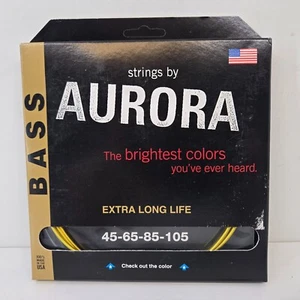 strings by
AURORA
BASS
The brightest colors
you've ever heard.
EXTRA LONG LIFE
45-65-85-105
Check out the color
USA